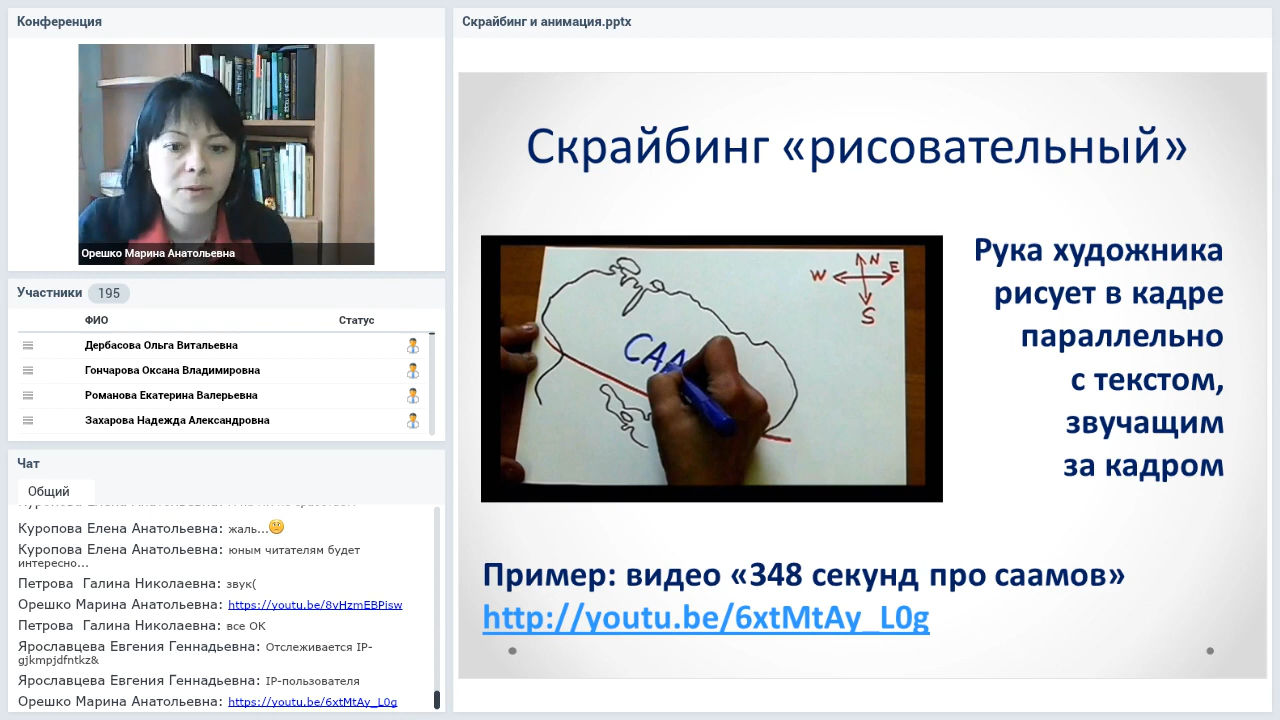 Конференция
Орешко Марина Анатольевна
Участники 195
ФИО Статус
Дербасова Ольга Витальевна
Гончарова Оксана Владимировна
Романова Екатерина Валерьевна
Захарова Надежда Александровна
Чат
Общий
Куропова Елена Анатольевна: жаль...
Куропова Елена Анатольевна: юным читателям будет
интересно...
Петрова Галина Николаевна: звук(
Орешко Марина Анатольевна: https://youtu.be/8vHzmEBPisw
Петрова Галина Николаевна: все ОК
Ярославцева Евгения Геннадьевна: Отслеживается IP-
gjkmpjdfntkz&
Ярославцева Евгения Геннадьевна: IP-пользователя
Орешко Марина Анатольевна: https://youtu.be/6xtMtAy_L0g
Скрайбинг и анимация.pptx
Скрайбинг «рисовательный»
N
W E
S
САА
Рука художника
рисует в кадре
параллельно
с текстом,
звучащим
за кадром
Пример: видео «348 секунд про саамов»
http://youtu.be/6xtMtAy_L0g